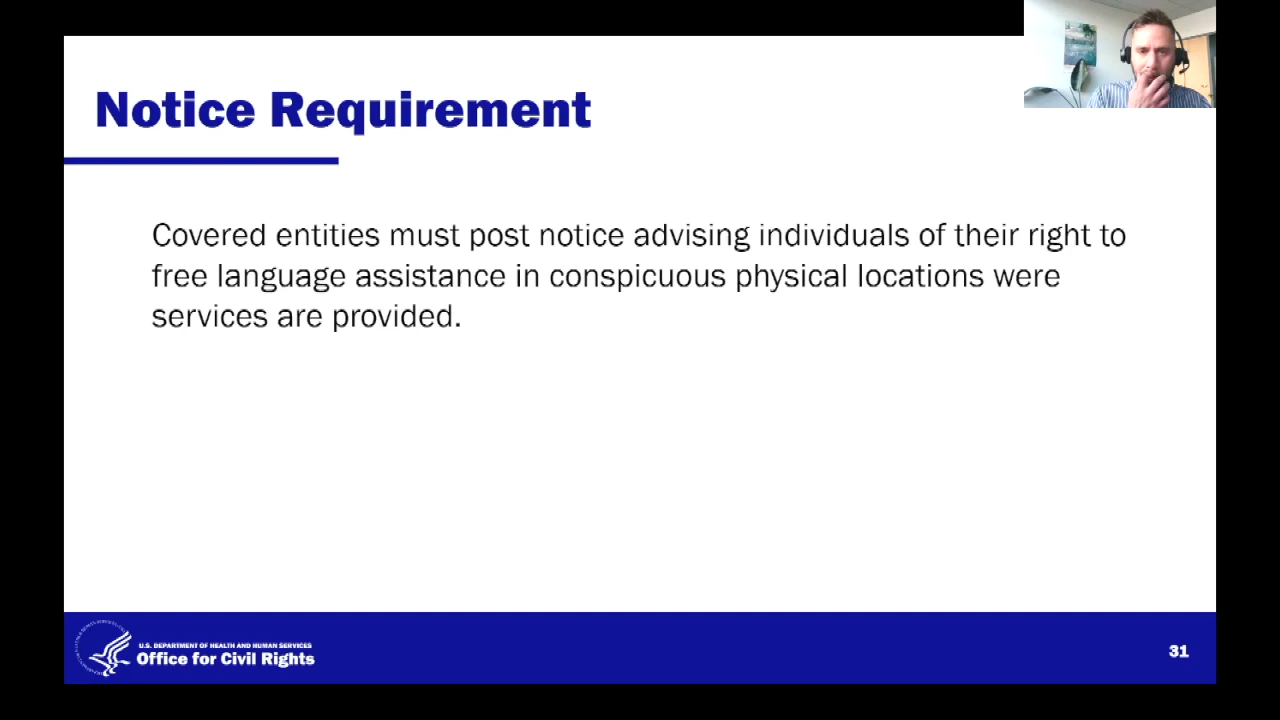 Notice Requirement
Covered entities must post notice advising individuals of their right to
free language assistance in conspicuous physical locations were
services are provided.
U.S. DEPARTMENT OF HEALTH AND HUMAN SERVICES
Office for Civil Rights
31